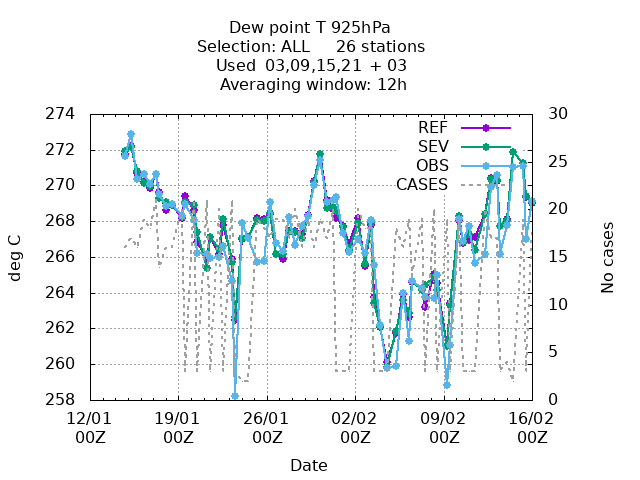 Dew point T 925hPa
Selection: ALL 26 stations
Used 03,09,15,21 + 03
Averaging window: 12h
274
272
270
268
266
264
262
260
258
deg C
30
25
20
15
10
5
0
No cases
REF
SEV
OBS
CASES
12/01 19/01 26/01 02/02 09/02 16/02
00Z 00Z 00Z 00Z 00Z 00Z
Date